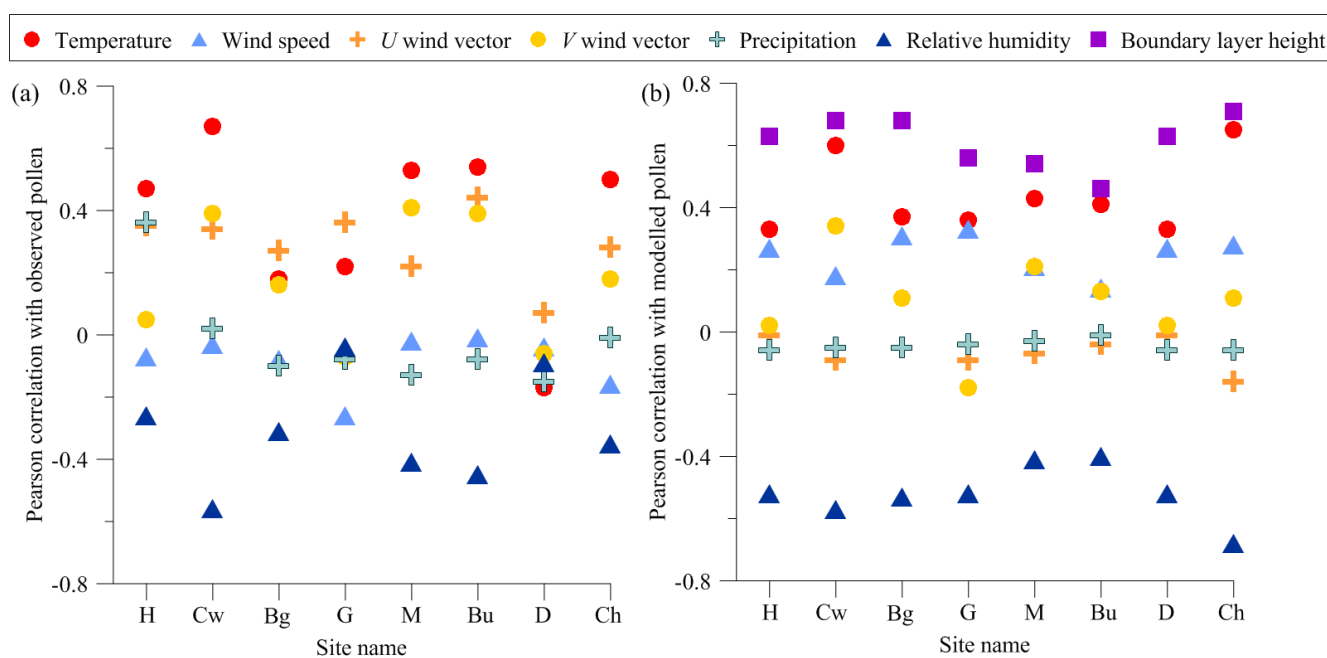 Temperature Wind speed U wind vector V wind vector Precipitation Relative humidity Boundary layer height
(a)
Pearson correlation with observed pollen
0.8
0.4
0
-0.4
-0.8
H Cw Bg G M Bu D Ch
Site name
(b)
Pearson correlation with modelled pollen
0.8
0.4
0
-0.4
-0.8
H Cw Bg G M Bu D Ch
Site name